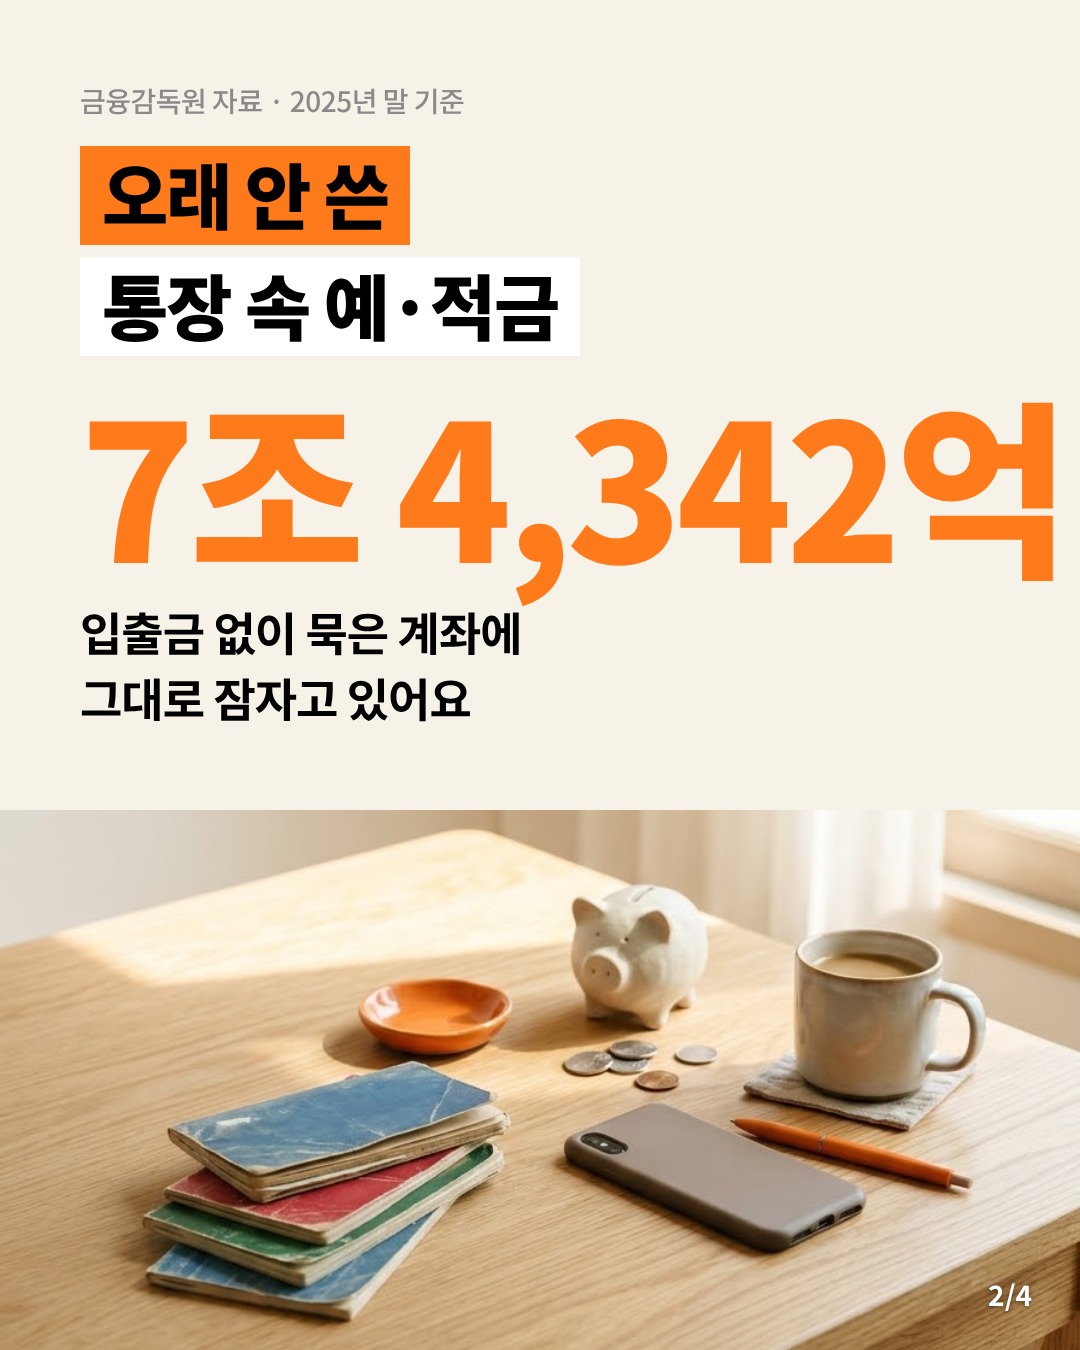 금융감독원 자료 · 2025년 말 기준
오래 안 쓴
통장 속 예·적금
7조 4,342억
입출금 없이 묵은 계좌에
그대로 잠자고 있어요
2/4